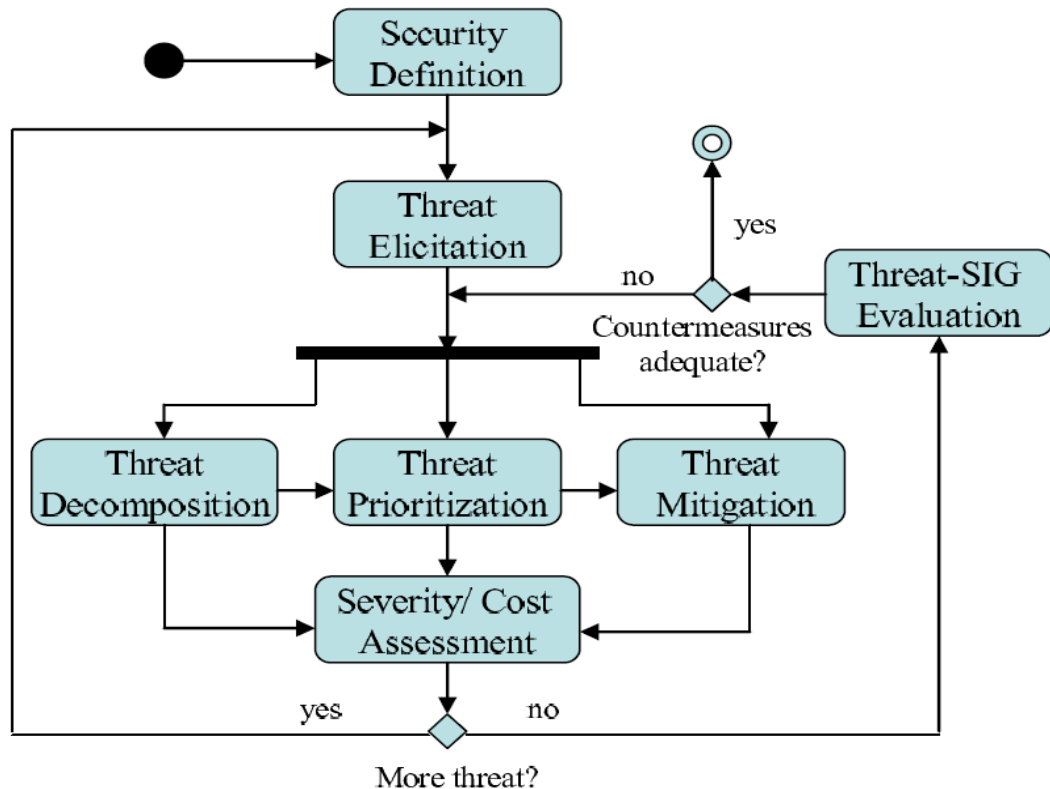 Security
Definition
Threat
Elicitation
yes
no
Threat-SIG
Evaluation
Countermeasures
adequate?
Threat
Decomposition
Threat
Prioritization
Threat
Mitigation
Severity/ Cost
Assessment
yes
no
More threat?